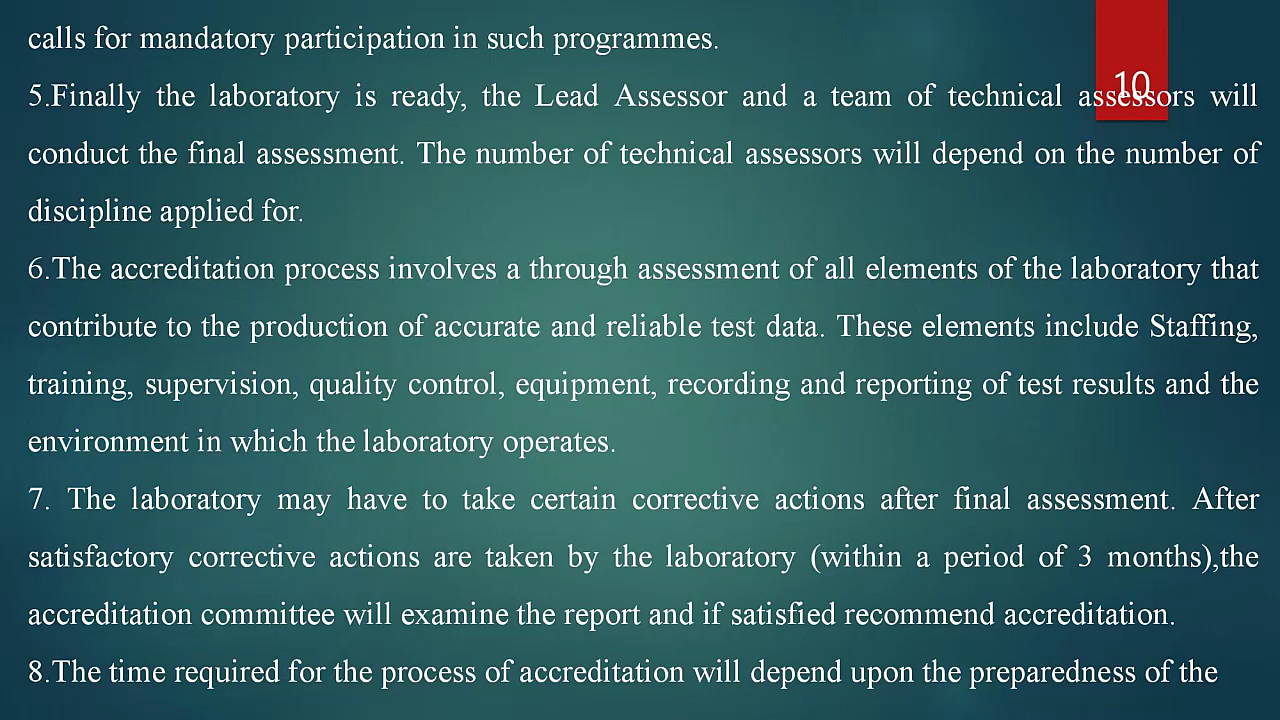 calls for mandatory participation in such programmes.
10
5.Finally the laboratory is ready, the Lead Assessor and a team of technical assessors will
conduct the final assessment. The number of technical assessors will depend on the number of
discipline applied for.
6.The accreditation process involves a through assessment of all elements of the laboratory that
contribute to the production of accurate and reliable test data. These elements include Staffing,
training, supervision, quality control, equipment, recording and reporting of test results and the
environment in which the laboratory operates.
7. The laboratory may have to take certain corrective actions after final assessment. After
satisfactory corrective actions are taken by the laboratory (within a period of 3 months),the
accreditation committee will examine the report and if satisfied recommend accreditation.
8.The time required for the process of accreditation will depend upon the preparedness of the